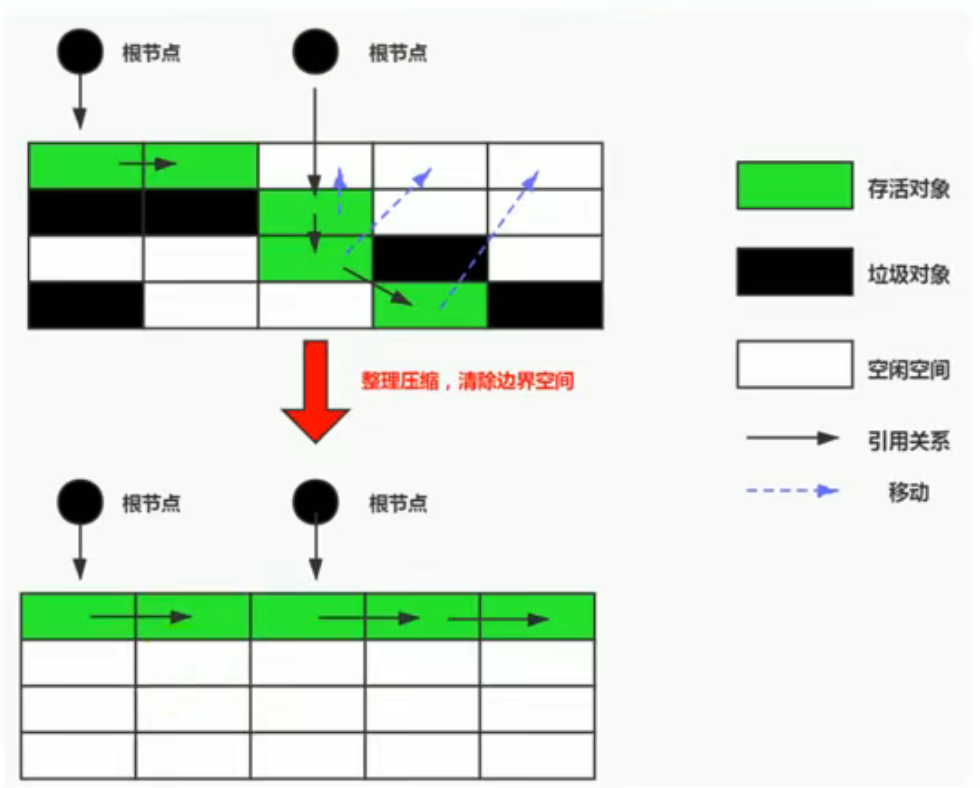 根节点
根节点
存活对象
垃圾对象
空闲空间
整理压缩，清除边界空间
引用关系
移动
根节点
根节点